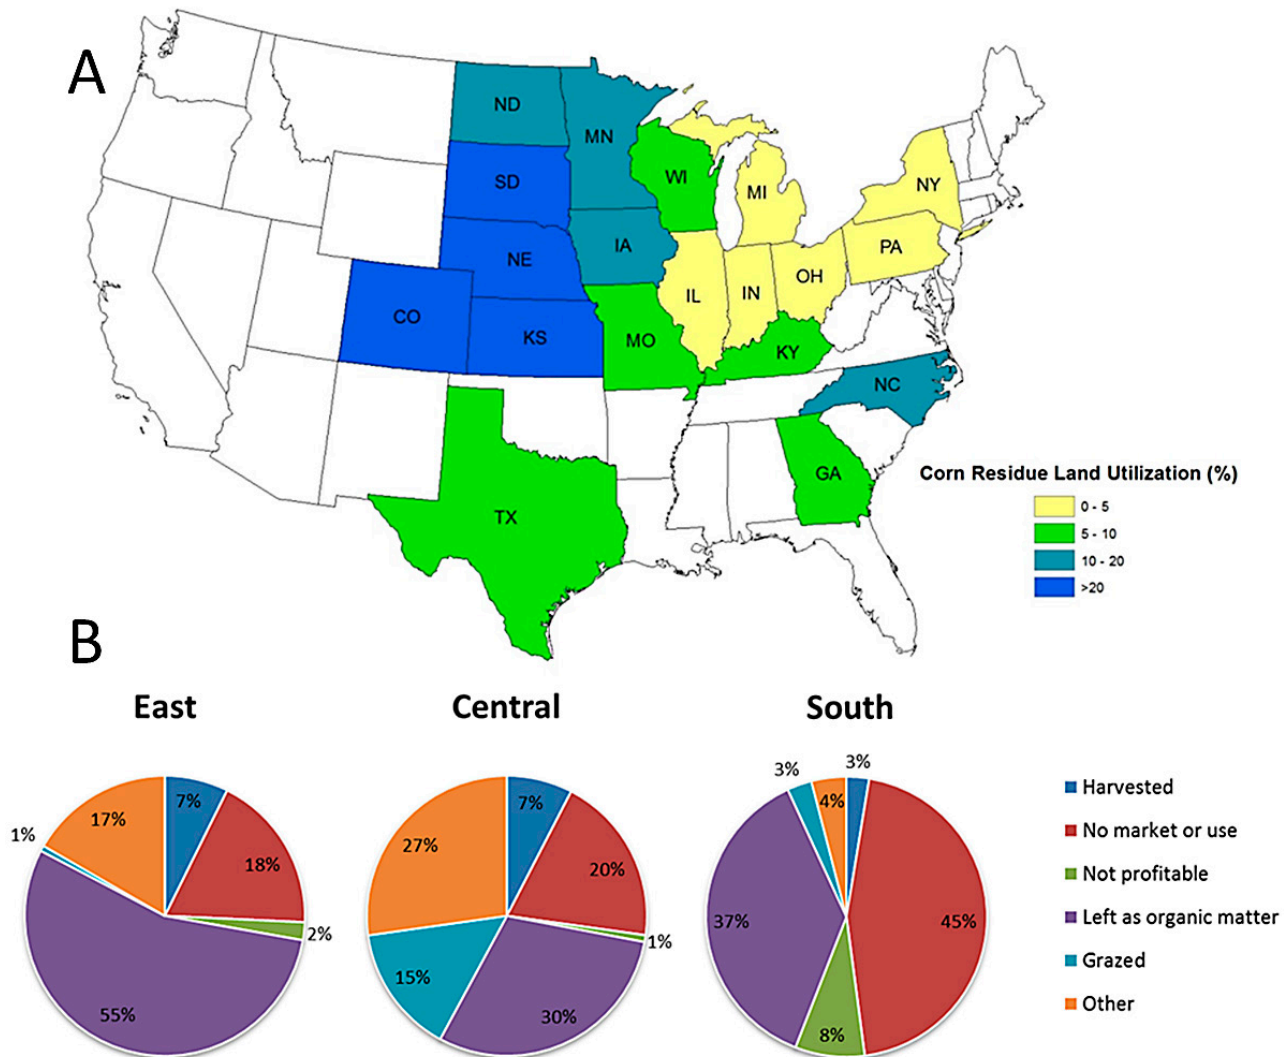 A
ND
MN
SD
WI
MI
NY
NE
IA
PA
CO
KS
IL
IN
OH
MO
KY
NC
TX
GA
Corn Residue Land Utilization (%)
0 - 5
5 - 10
10 - 20
>20
B
East
Central
South
7%
18%
2%
55%
1%
17%
7%
20%
1%
30%
15%
27%
3%
45%
8%
37%
3%
4%
Harvested
No market or use
Not profitable
Left as organic matter
Grazed
Other